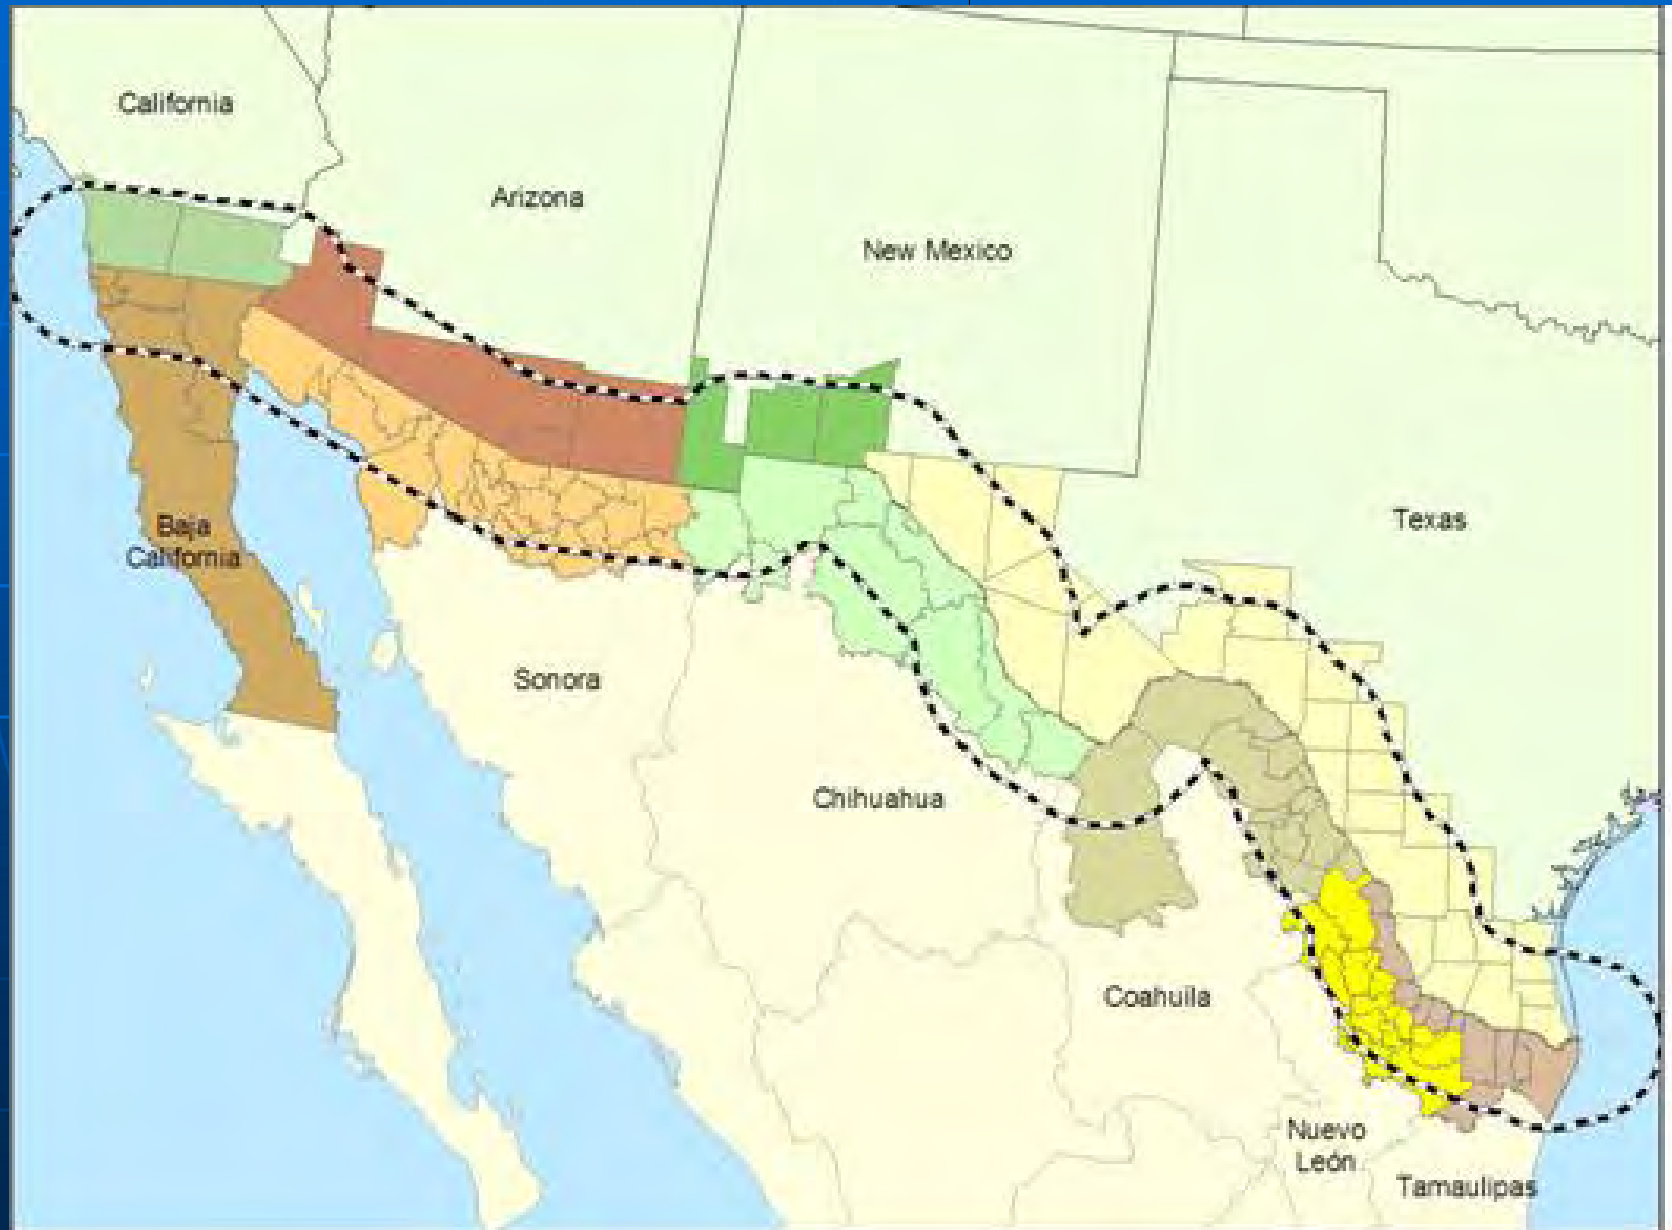 California
Arizona
New Mexico
Texas
Baja
California
Sonora
Chihuahua
Coahuila
Nuevo
León
Tamaulipas